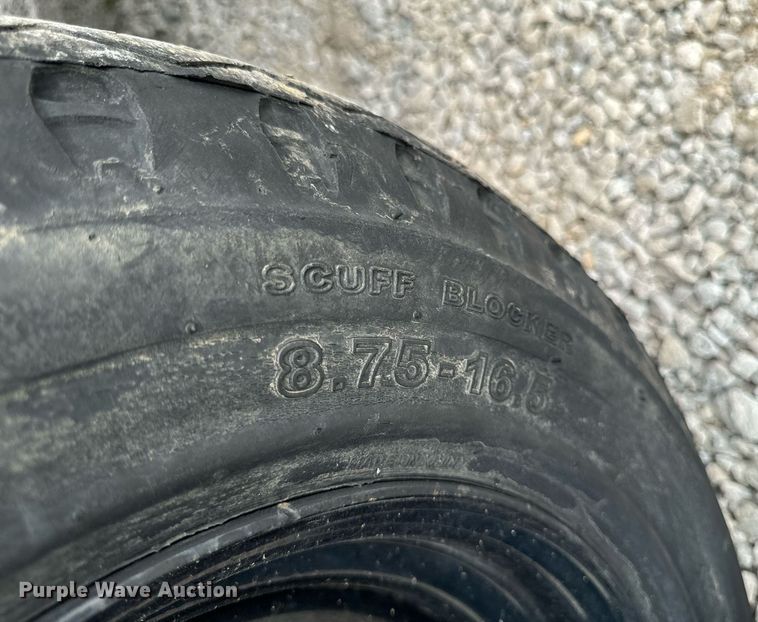 SCUFF BLOCKER
8.75-16.5
Purple Wave Auction